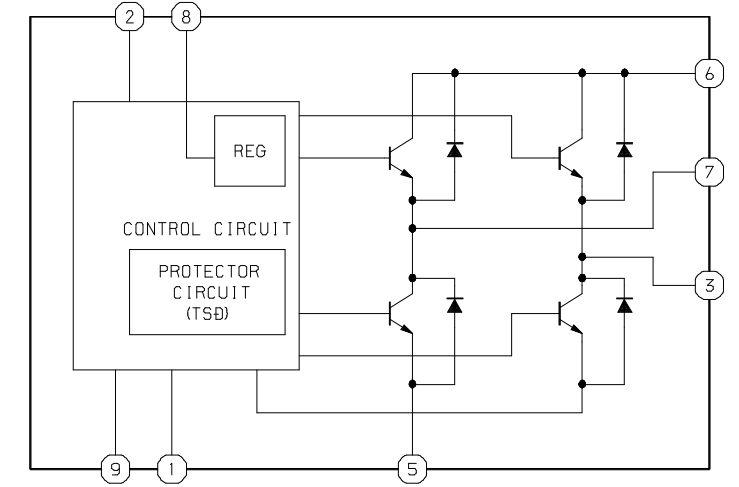 2
8
6
REG
7
CONTROL CIRCUIT
PROTECTOR
CIRCUIT
(TSD)
3
9
1
5